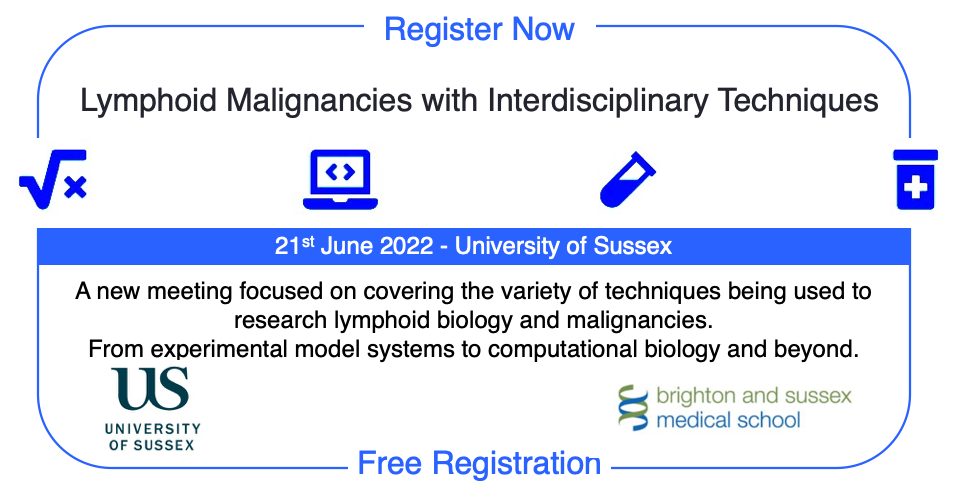 Register Now
Lymphoid Malignancies with Interdisciplinary Techniques
21st June 2022 - University of Sussex
A new meeting focused on covering the variety of techniques being used to
research lymphoid biology and malignancies.
From experimental model systems to computational biology and beyond.
US
UNIVERSITY
OF SUSSEX
brighton and sussex
medical school
Free Registration